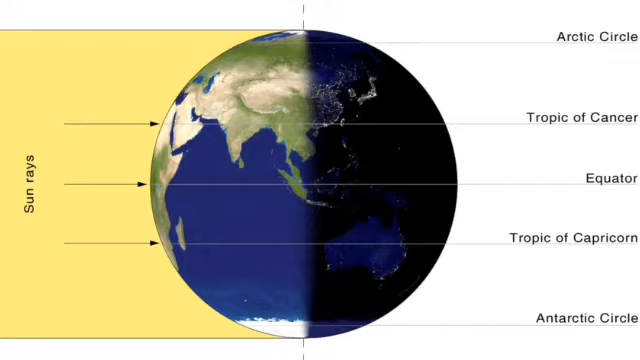 Arctic Circle
Tropic of Cancer
Sun rays
Equator
Tropic of Capricorn
Antarctic Circle